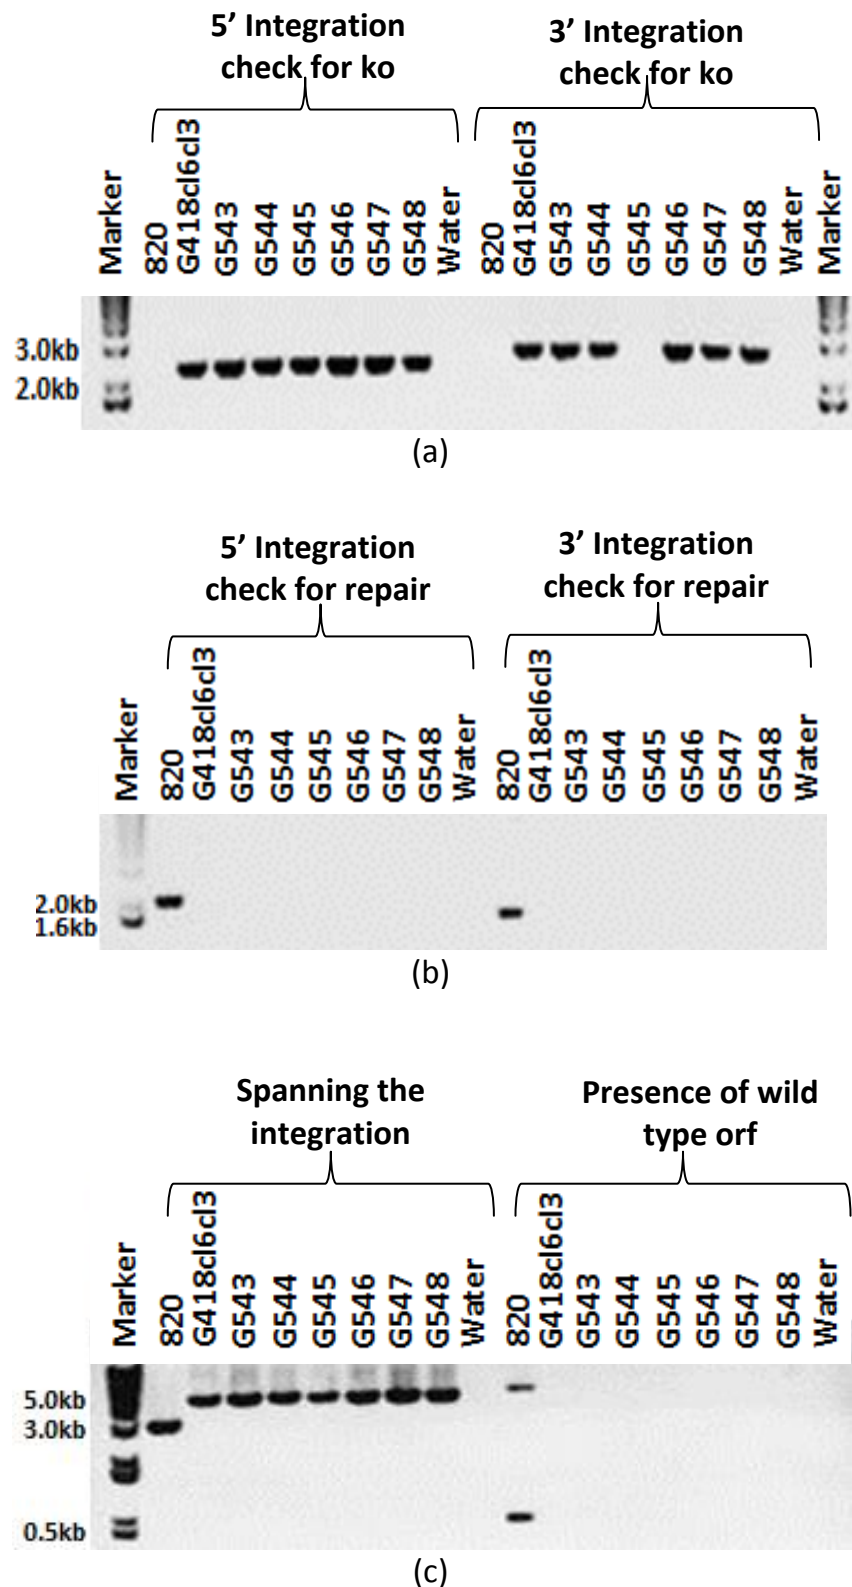 5’ Integration
check for ko
3’ Integration
check for ko
Marker
820
G418cl6cl3
G543
G544
G545
G546
G547
G548
Water
820
G418cl6cl3
G543
G544
G545
G546
G547
G548
Water
Marker
3.0kb
2.0kb
(a)
5’ Integration
check for repair
3’ Integration
check for repair
Marker
820
G418cl6cl3
G543
G544
G545
G546
G547
G548
Water
820
G418cl6cl3
G543
G544
G545
G546
G547
G548
Water
2.0kb
1.6kb
(b)
Spanning the
integration
Presence of wild
type orf
Marker
820
G418cl6cl3
G543
G544
G545
G546
G547
G548
Water
820
G418cl6cl3
G543
G544
G545
G546
G547
G548
Water
5.0kb
3.0kb
0.5kb
(c)